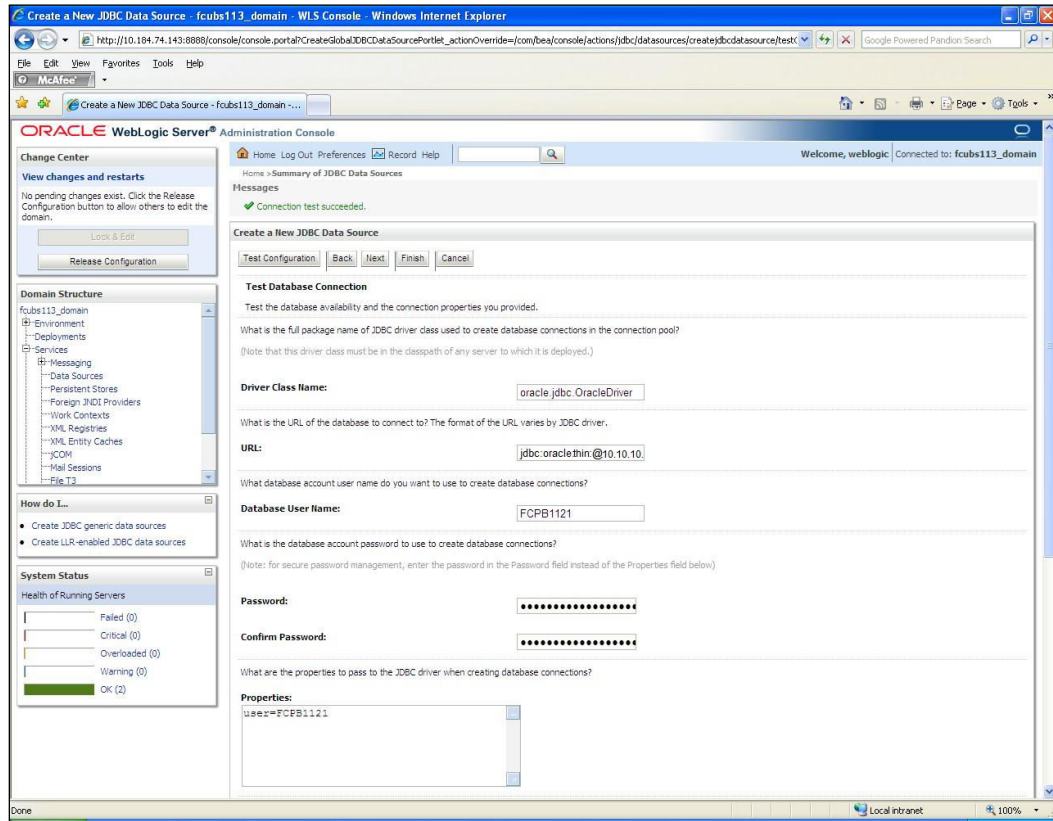 Create a New JDBC Data Source - fcubs113_domain - WLS Console - Windows Internet Explorer
http://10.184.74.143:8888/console/console.portal?CreateGlobalJDBCDataSourcePortlet_actionOverride=/com/bea/console/actions/jdbc/datasources/createjdbcdatasource/test(
Google Powered Pandion Search
File Edit View Favorites Tools Help
McAfee
Create a New JDBC Data Source - fcubs113_domain -...
Page Tools
ORACLE WebLogic Server® Administration Console
Change Center
View changes and restarts
No pending changes exist. Click the Release
Configuration button to allow others to edit the
domain.
Lock & Edit
Release Configuration
Domain Structure
fcubs113_domain
Environment
Deployments
Services
Messaging
Data Sources
Persistent Stores
Foreign JNDI Providers
Work Contexts
XML Registries
XML Entity Caches
jCOM
Mail Sessions
File T3
How do I...
Create JDBC generic data sources
Create LLR-enabled JDBC data sources
System Status
Health of Running Servers
Failed (0)
Critical (0)
Overloaded (0)
Warning (0)
OK (2)
Home Log Out Preferences Record Help
Welcome, weblogic Connected to: fcubs113_domain
Home >Summary of JDBC Data Sources
Messages
Connection test succeeded.
Create a New JDBC Data Source
Test Configuration Back Next Finish Cancel
Test Database Connection
Test the database availability and the connection properties you provided.
What is the full package name of JDBC driver class used to create database connections in the connection pool?
(Note that this driver class must be in the classpath of any server to which it is deployed.)
Driver Class Name: oracle.jdbc.OracleDriver
What is the URL of the database to connect to? The format of the URL varies by JDBC driver.
URL: jdbc:oracle:thin:@10.10.10.
What database account user name do you want to use to create database connections?
Database User Name: FCPB1121
What is the database account password to use to create database connections?
(Note: for secure password management, enter the password in the Password field instead of the Properties field below)
Password:
Confirm Password:
What are the properties to pass to the JDBC driver when creating database connections?
Properties:
user=FCPB1121
Done
Local intranet
100%